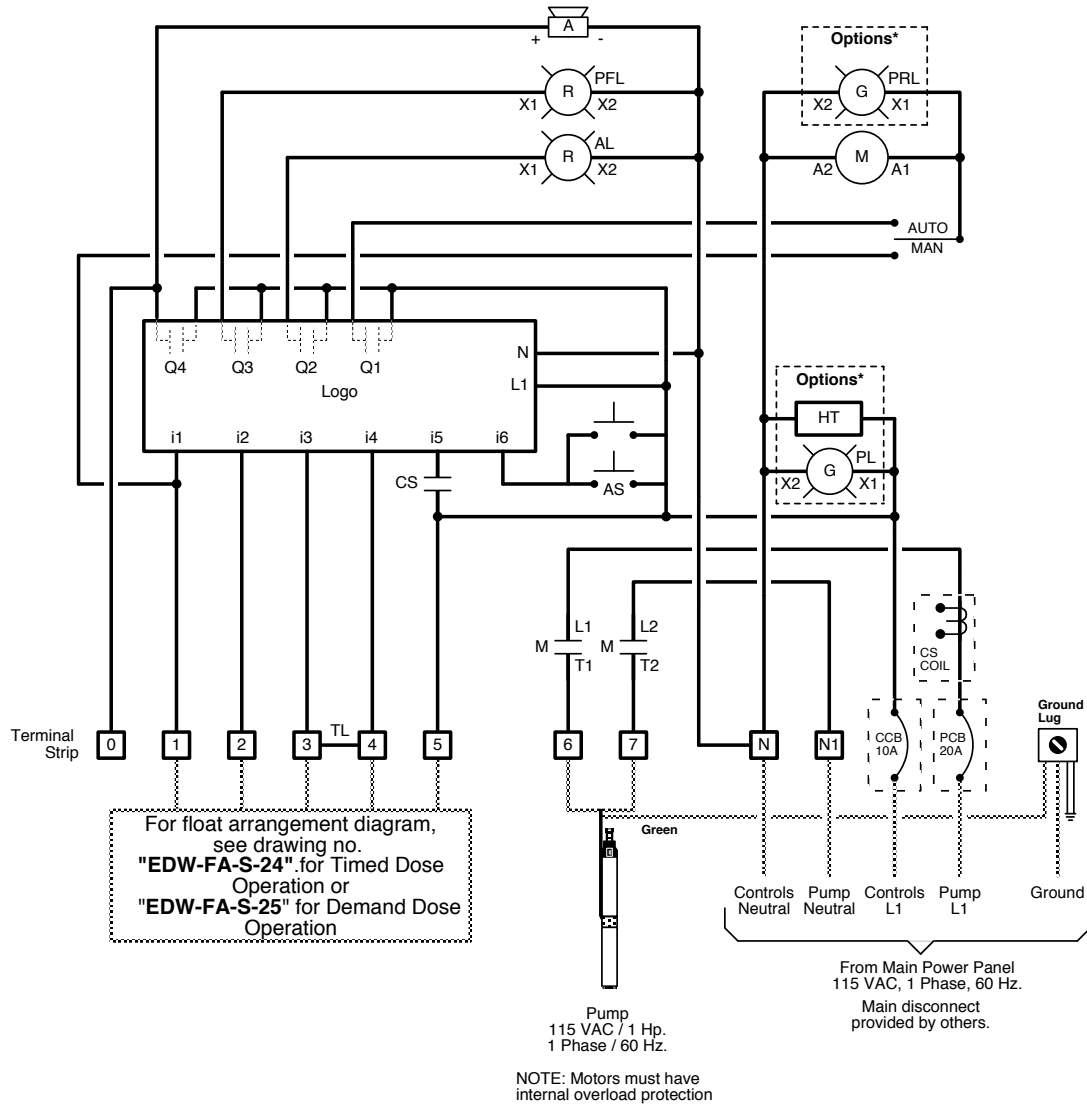 A
+ -
Options*
PFL
R
X1 X2
PRL
G
X2 X1
AL
R
X1 X2
M
A2 A1
AUTO
MAN
Q4 Q3 Q2 Q1
N
L1
Logo
i1 i2 i3 i4 i5 i6
Options*
HT
PL
G
X2 X1
CS
AS
L1 L2
M M
T1 T2
CS
COIL
CCB
10A
PCB
20A
Ground
Lug
Terminal
Strip
0 1 2 3 TL 4 5 6 7 N N1
For float arrangement diagram,
see drawing no.
"EDW-FA-S-24".for Timed Dose
Operation or
"EDW-FA-S-25" for Demand Dose
Operation
Green
Controls
Neutral
Pump
Neutral
Controls
L1
Pump
L1
Ground
From Main Power Panel
115 VAC, 1 Phase, 60 Hz.
Main disconnect
provided by others.
Pump
115 VAC / 1 Hp.
1 Phase / 60 Hz.
NOTE: Motors must have
internal overload protection